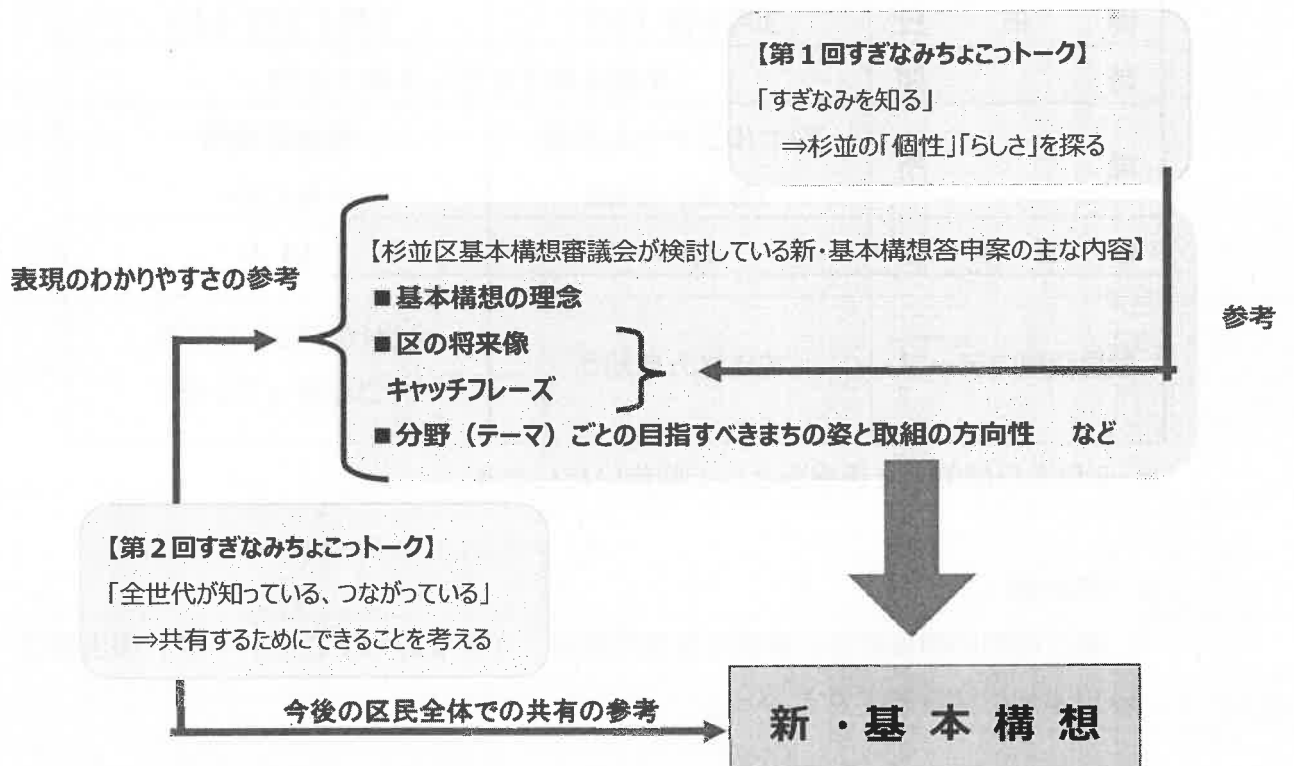 【第１回すぎなみちょこっトーク】
「すぎなみを知る」
⇒杉並の「個性」「らしさ」を探る
【杉並区基本構想審議会が検討している新・基本構想答申案の主な内容】
表現のわかりやすさの参考
■基本構想の理念
参考
■区の将来像
キャッチフレーズ
■分野（テーマ）ごとの目指すべきまちの姿と取組の方向性　など
【第２回すぎなみちょこっトーク】
「全世代が知っている、つながっている」
⇒共有するためにできることを考える
今後の区民全体での共有の参考
新・基本構想